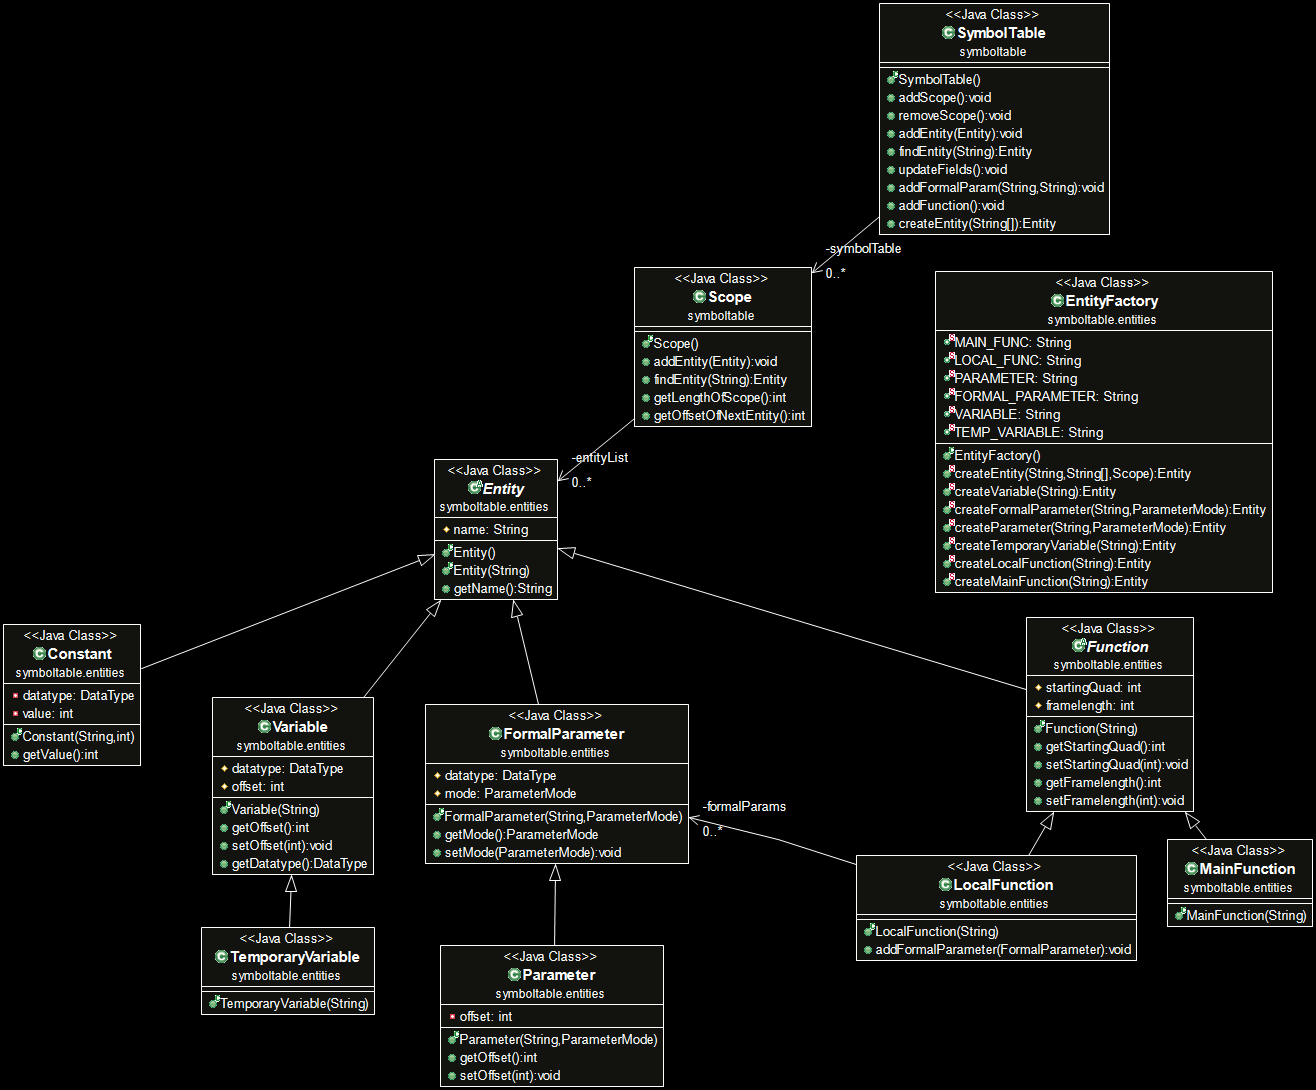 <<Java Class>>
SymbolTable
symboltable
SymbolTable()
addScope():void
removeScope():void
addEntity(Entity):void
findEntity(String):Entity
updateFields():void
addFormalParam(String,String):void
addFunction():void
createEntity(String[]):Entity
-symbolTable
0..*
<<Java Class>>
Scope
symboltable
Scope()
addEntity(Entity):void
findEntity(String):Entity
getLengthOfScope():int
getOffsetOfNextEntity():int
<<Java Class>>
EntityFactory
symboltable.entities
MAIN_FUNC: String
LOCAL_FUNC: String
PARAMETER: String
FORMAL_PARAMETER: String
VARIABLE: String
TEMP_VARIABLE: String
EntityFactory()
createEntity(String,String[],Scope):Entity
createVariable(String):Entity
createFormalParameter(String,ParameterMode):Entity
createParameter(String,ParameterMode):Entity
createTemporaryVariable(String):Entity
createLocalFunction(String):Entity
createMainFunction(String):Entity
-entityList
0..*
<<Java Class>>
Entity
symboltable.entities
name: String
Entity()
Entity(String)
getName():String
<<Java Class>>
Constant
symboltable.entities
datatype: DataType
value: int
Constant(String,int)
getValue():int
<<Java Class>>
Variable
symboltable.entities
datatype: DataType
offset: int
Variable(String)
getOffset():int
setOffset(int):void
getDatatype():DataType
<<Java Class>>
FormalParameter
symboltable.entities
datatype: DataType
mode: ParameterMode
FormalParameter(String,ParameterMode)
getMode():ParameterMode
setMode(ParameterMode):void
<<Java Class>>
Function
symboltable.entities
startingQuad: int
framelength: int
Function(String)
getStartingQuad():int
setStartingQuad(int):void
getFramelength():int
setFramelength(int):void
-formalParams
0..*
<<Java Class>>
LocalFunction
symboltable.entities
LocalFunction(String)
addFormalParameter(FormalParameter):void
<<Java Class>>
MainFunction
symboltable.entities
MainFunction(String)
<<Java Class>>
TemporaryVariable
symboltable.entities
TemporaryVariable(String)
<<Java Class>>
Parameter
symboltable.entities
offset: int
Parameter(String,ParameterMode)
getOffset():int
setOffset(int):void